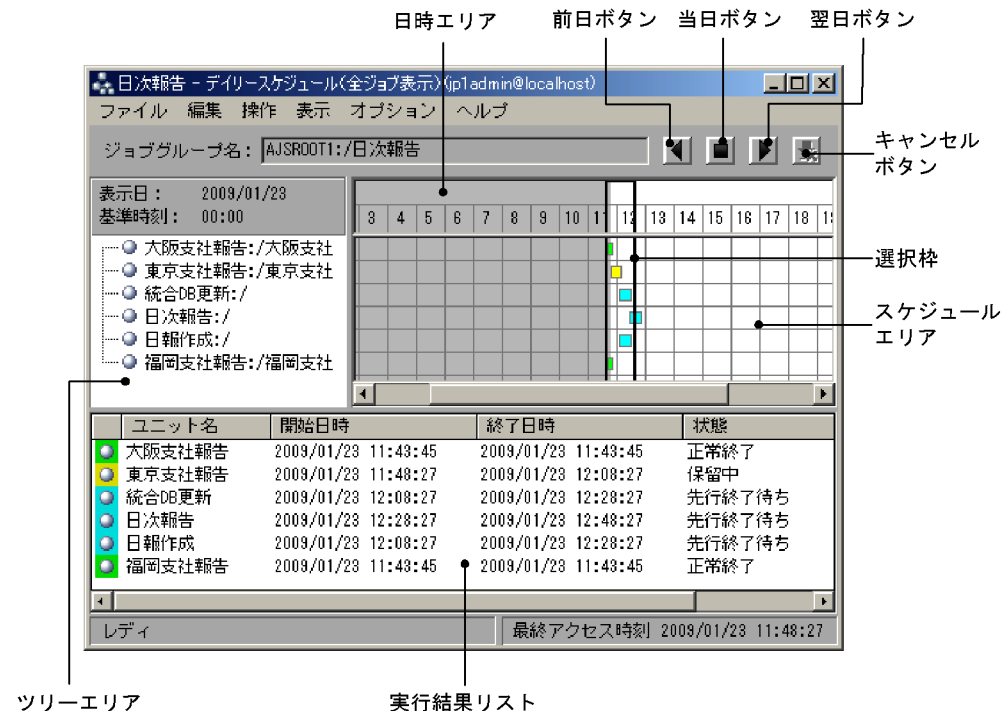 日時エリア
前日ボタン 当日ボタン 翌日ボタン
日次報告 - デイリースケジュール(全ジョブ表示)(jp1admin@localhost)
ファイル 編集 操作 表示 オプション ヘルプ
ジョブグループ名： AJSROOT1:/日次報告
キャンセル
ボタン
表示日： 2009/01/23
基準時刻： 00:00
3 4 5 6 7 8 9 10 11 12 13 14 15 16 17 18
大阪支社報告:/大阪支社
東京支社報告:/東京支社
統合DB更新:/
日次報告:/
日報作成:/
福岡支社報告:/福岡支社
選択枠
スケジュール
エリア
ユニット名 開始日時 終了日時 状態
大阪支社報告 2009/01/23 11:43:45 2009/01/23 11:43:45 正常終了
東京支社報告 2009/01/23 11:48:27 2009/01/23 12:08:27 保留中
統合DB更新 2009/01/23 12:08:27 2009/01/23 12:28:27 先行終了待ち
日次報告 2009/01/23 12:28:27 2009/01/23 12:48:27 先行終了待ち
日報作成 2009/01/23 12:08:27 2009/01/23 12:28:27 先行終了待ち
福岡支社報告 2009/01/23 11:43:45 2009/01/23 11:43:45 正常終了
レディ 最終アクセス時刻 2009/01/23 11:48:27
ツリーエリア 実行結果リスト